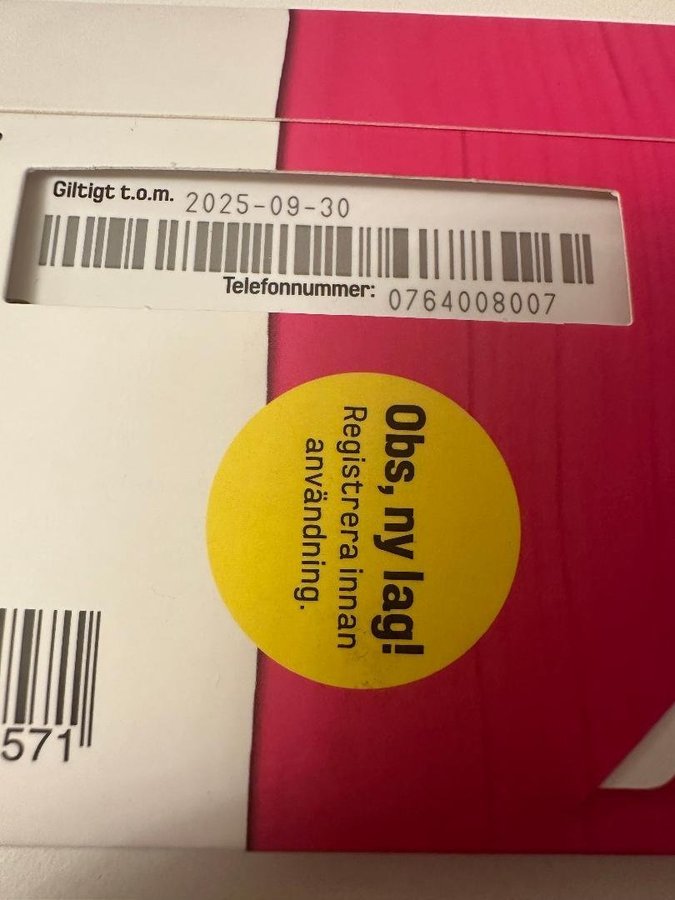 Giltigt t.o.m. 2025-09-30
Telefonnummer: 0764008007
Obs, ny lag!
Registrera innan
användning.
571